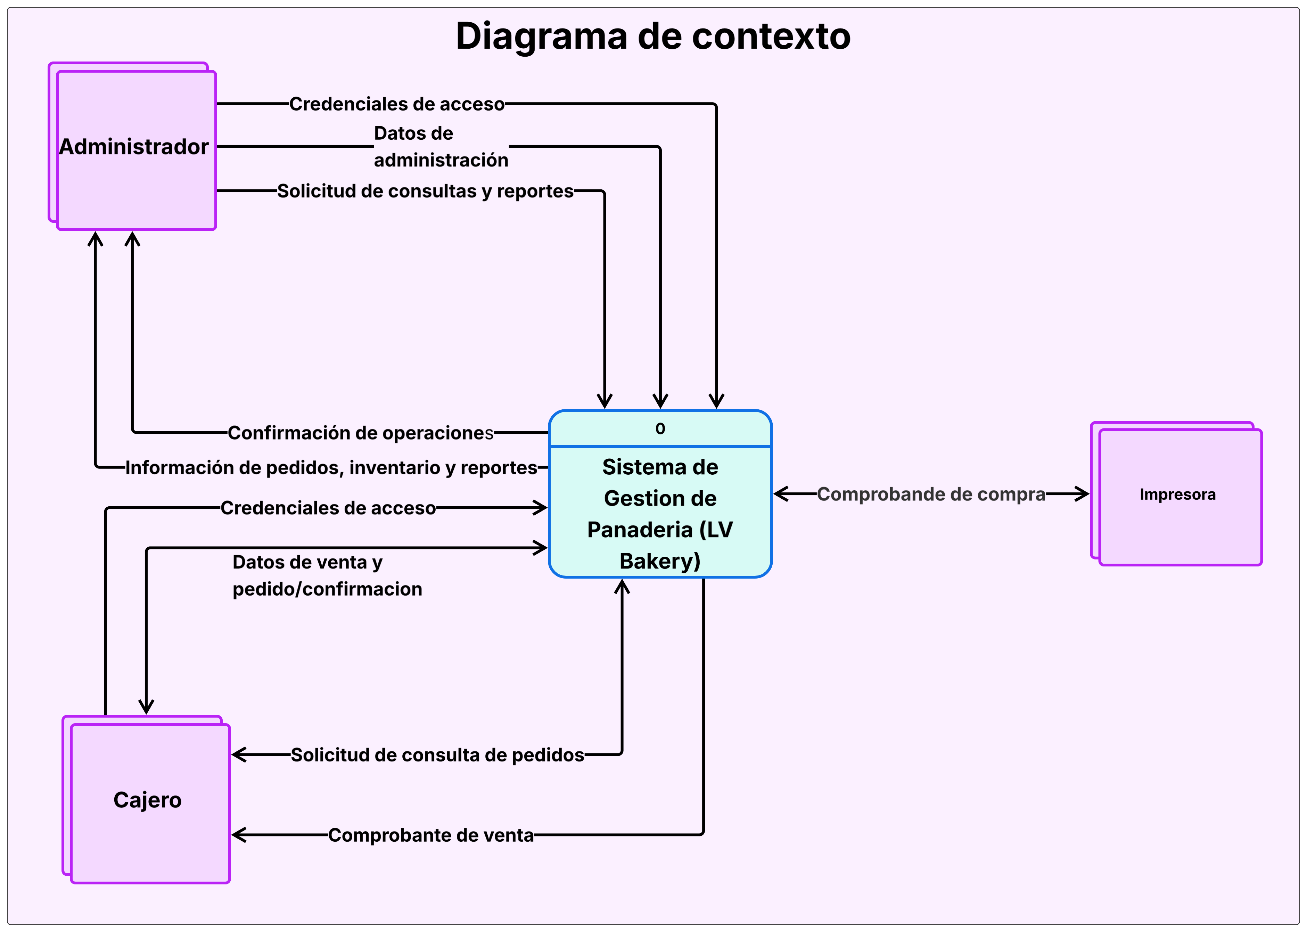 Diagrama de contexto
Administrador
Credenciales de acceso
Datos de
administración
Solicitud de consultas y reportes
Confirmación de operaciones
Información de pedidos, inventario y reportes
Credenciales de acceso
Datos de venta y
pedido/confirmacion
0
Sistema de
Gestion de
Panaderia (LV
Bakery)
Comprobande de compra
Impresora
Cajero
Solicitud de consulta de pedidos
Comprobante de venta